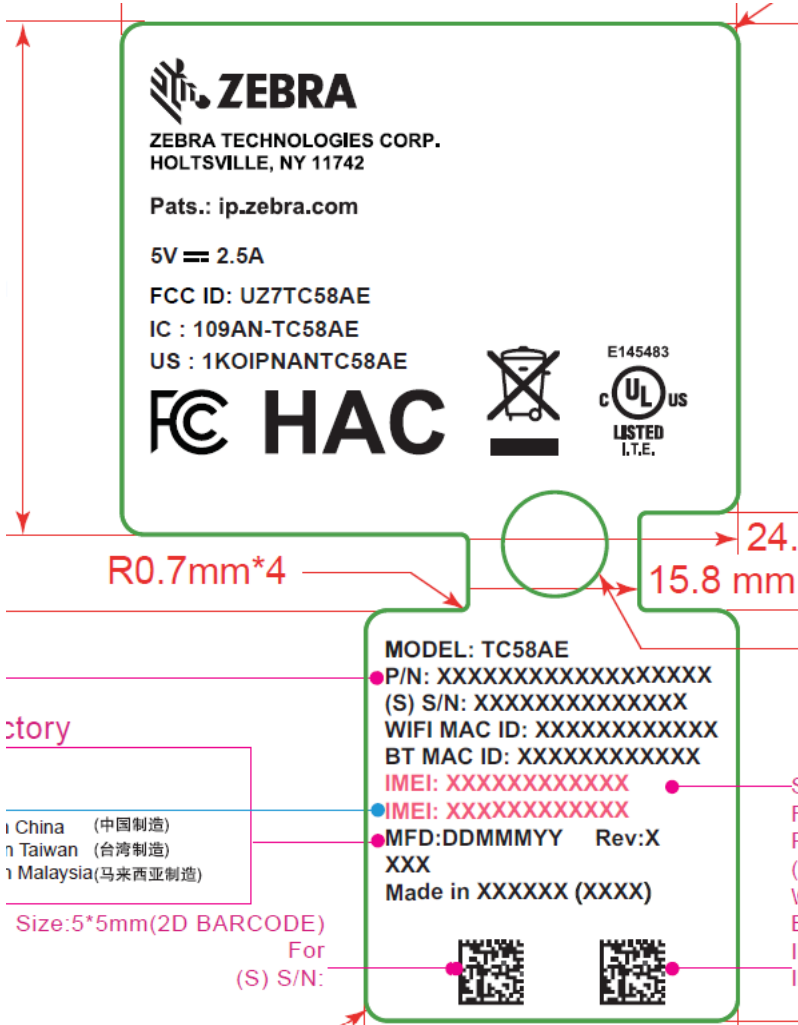 ZEBRA
ZEBRA TECHNOLOGIES CORP.
HOLTSVILLE, NY 11742
Pats.: ip.zebra.com
5V 2.5A
FCC ID: UZ7TC58AE
IC : 109AN-TC58AE
US : 1KOIPNANTC58AE
FC HAC
E145483
c UL US
LISTED
I.T.E.
24.
R0.7mm*4
15.8 mm
MODEL: TC58AE
P/N: XXXXXXXXXXXXXXXXXX
(S) S/N: XXXXXXXXXXXXXX
WIFI MAC ID: XXXXXXXXXXXX
BT MAC ID: XXXXXXXXXXXX
IMEI: XXXXXXXXXXXX
IMEI: XXXXXXXXXXXX
MFD:DDMMMYY Rev:X
XXX
Made in XXXXXX (XXXX)
ctory
China (中国制造)
n Taiwan (台湾制造)
n Malaysia(马来西亚制造)
Size:5*5mm(2D BARCODE)
For
(S) S/N: